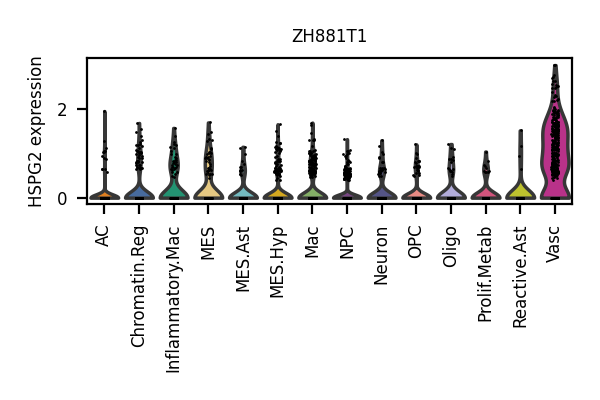 ZH881T1
HSPG2 expression
2
0
AC
Chromatin.Reg
Inflammatory.Mac
MES
MES.Ast
MES.Hyp
Mac
NPC
Neuron
OPC
Oligo
Prolif.Metab
Reactive.Ast
Vasc